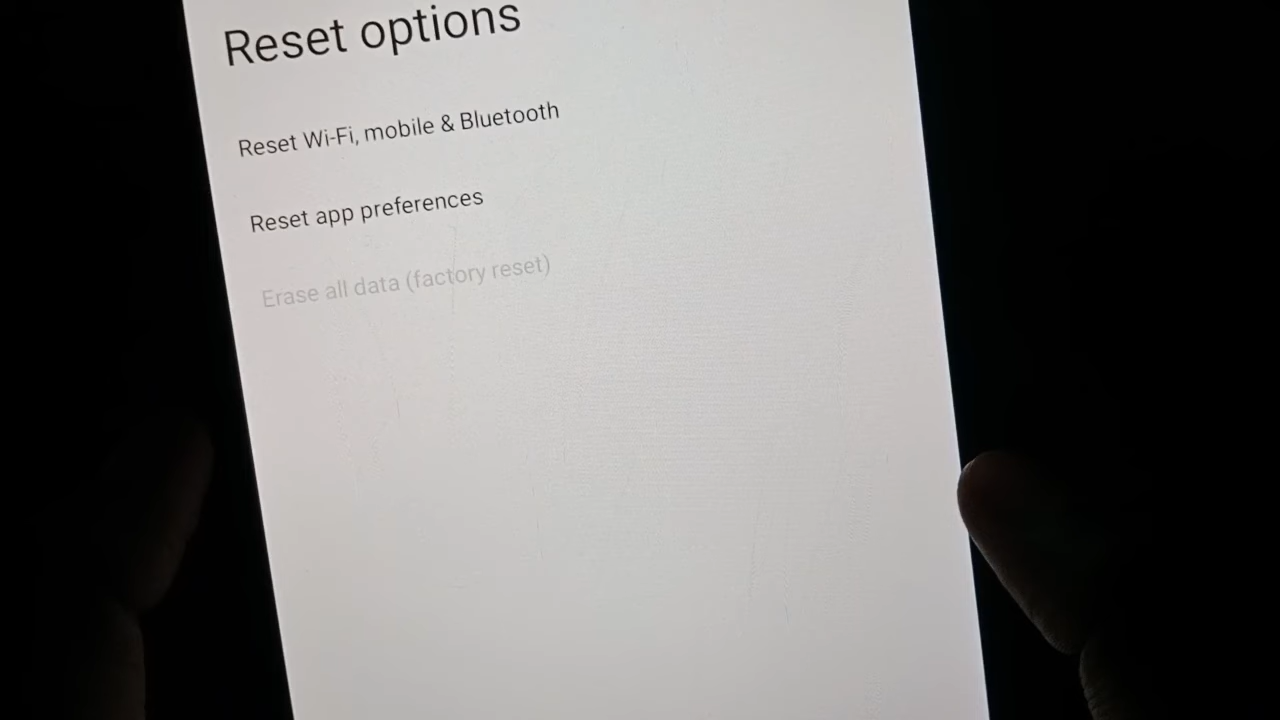 Reset options
Reset Wi-Fi, mobile & Bluetooth
Reset app preferences
Erase all data (factory reset)